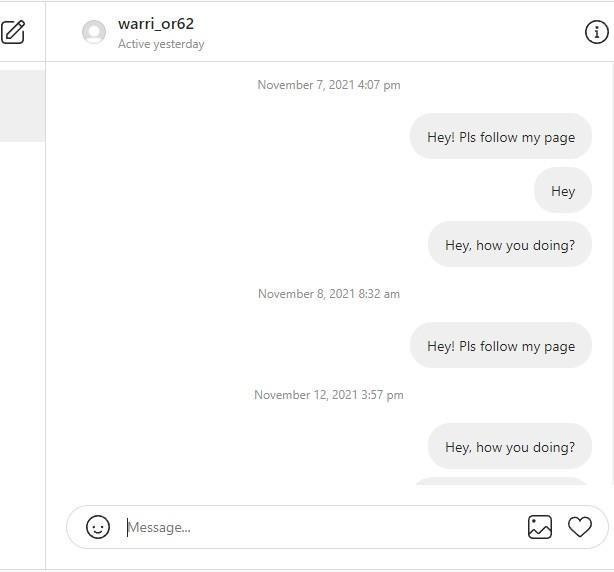 warri_or62
Active yesterday
November 7, 2021 4:07 pm
Hey! Pls follow my page
Hey
Hey, how you doing?
November 8, 2021 8:32 am
Hey! Pls follow my page
November 12, 2021 3:57 pm
Hey, how you doing?
Message...